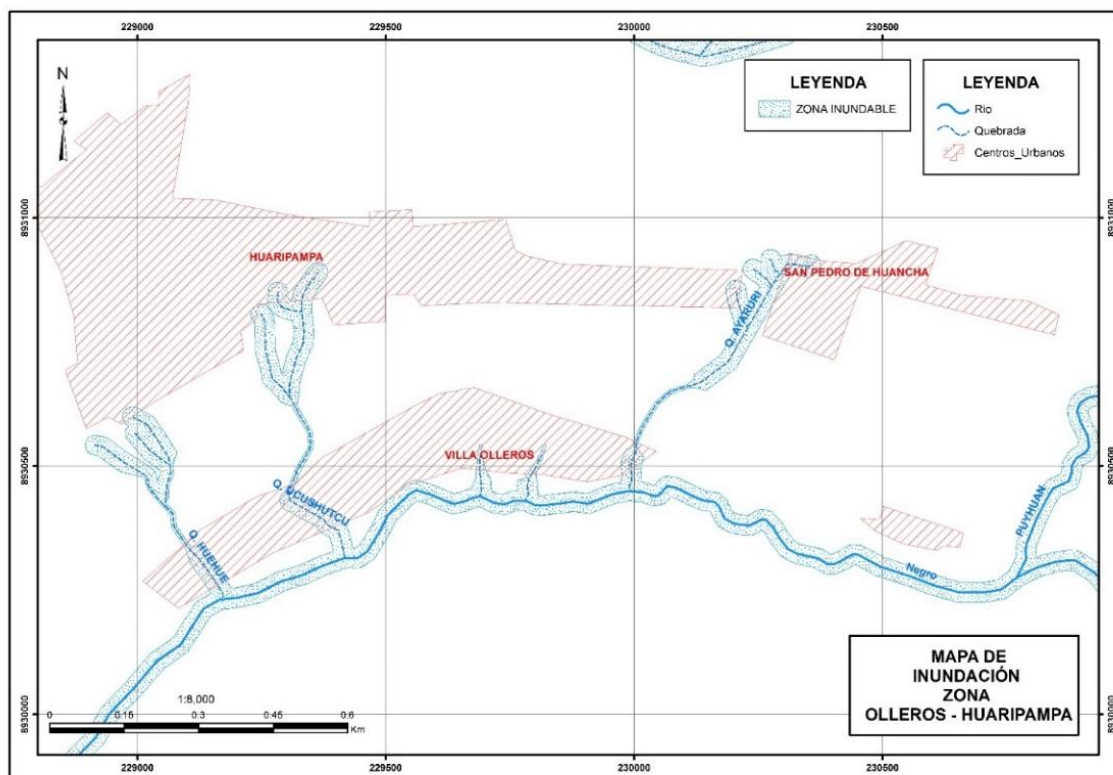 229000
229500
230000
230500
N
LEYENDA
ZONA INUNDABLE
LEYENDA
Rio
Quebrada
Centros_Urbanos
8931000
8931000
HUARIPAMPA
SAN PEDRO DE HUANCHA
Q. AYARURI
VILLA OLLEROS
8930500
8930500
Q. UCUSHUTCU
PUYHUAN
Q. HUEHUE
Negro
MAPA DE
INUNDACIÓN
ZONA
OLLEROS - HUARIPAMPA
1:8,000
0 0.15 0.3 0.45 0.6
Km
8930000
8930000
229000
229500
230000
230500